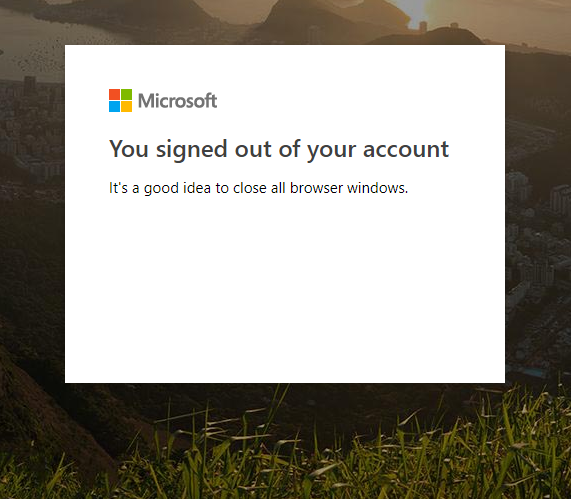 Microsoft
You signed out of your account
It's a good idea to close all browser windows.